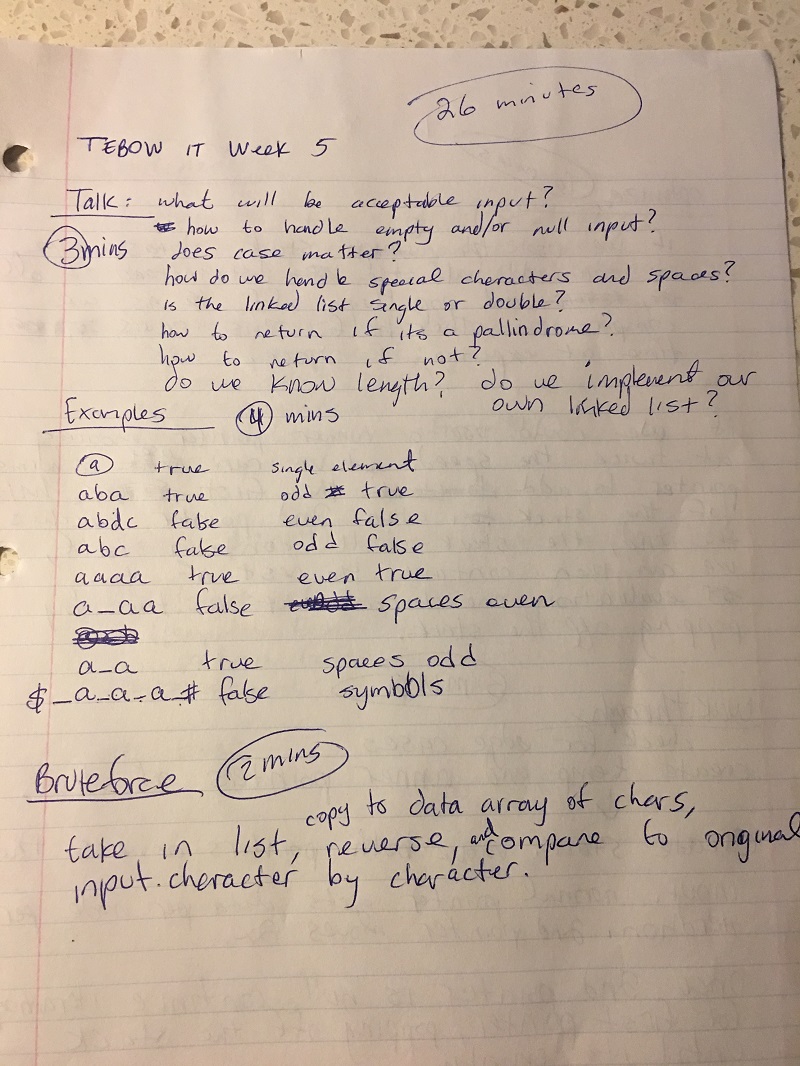 26 minutes
TEBOW IT Week 5
Talk: what will be acceptable input?
how to handle empty and/or null input?
3 mins does case matter?
how do we handle special characters and spaces?
is the linked list single or double?
how to return if its a pallindrome?
how to return if not?
do we know length? do we implement our
own linked list?
Examples 4 mins
a true single element
aba true odd true
abdc false even false
abc false odd false
aaaa true even true
a_aa false spaces even
a_a true spaces odd
$_a_a_a_# false symbols
Bruteforce 2 mins
copy to data array of chars,
take in list, reverse, and compare to original
input. character by character.